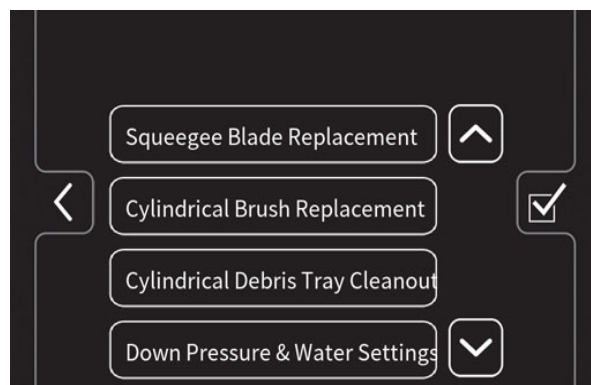 Squeegee Blade Replacement
Cylindrical Brush Replacement
Cylindrical Debris Tray Cleanout
Down Pressure & Water Settings